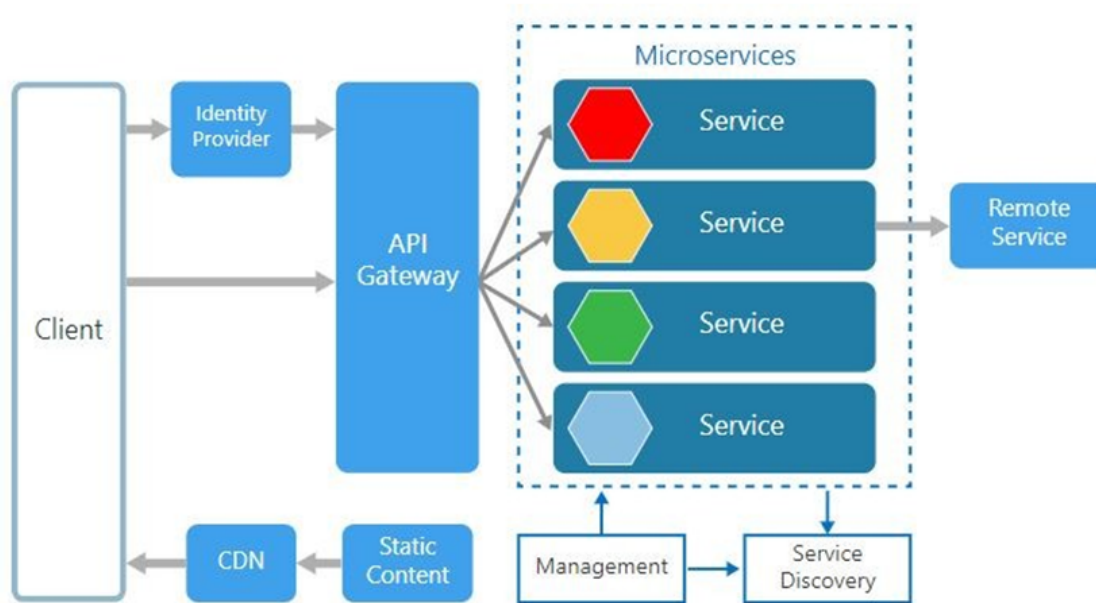 Microservices
Identity
Provider
Service
Service
Remote
Service
API
Gateway
Client
Service
Service
CDN
Static
Content
Management
Service
Discovery